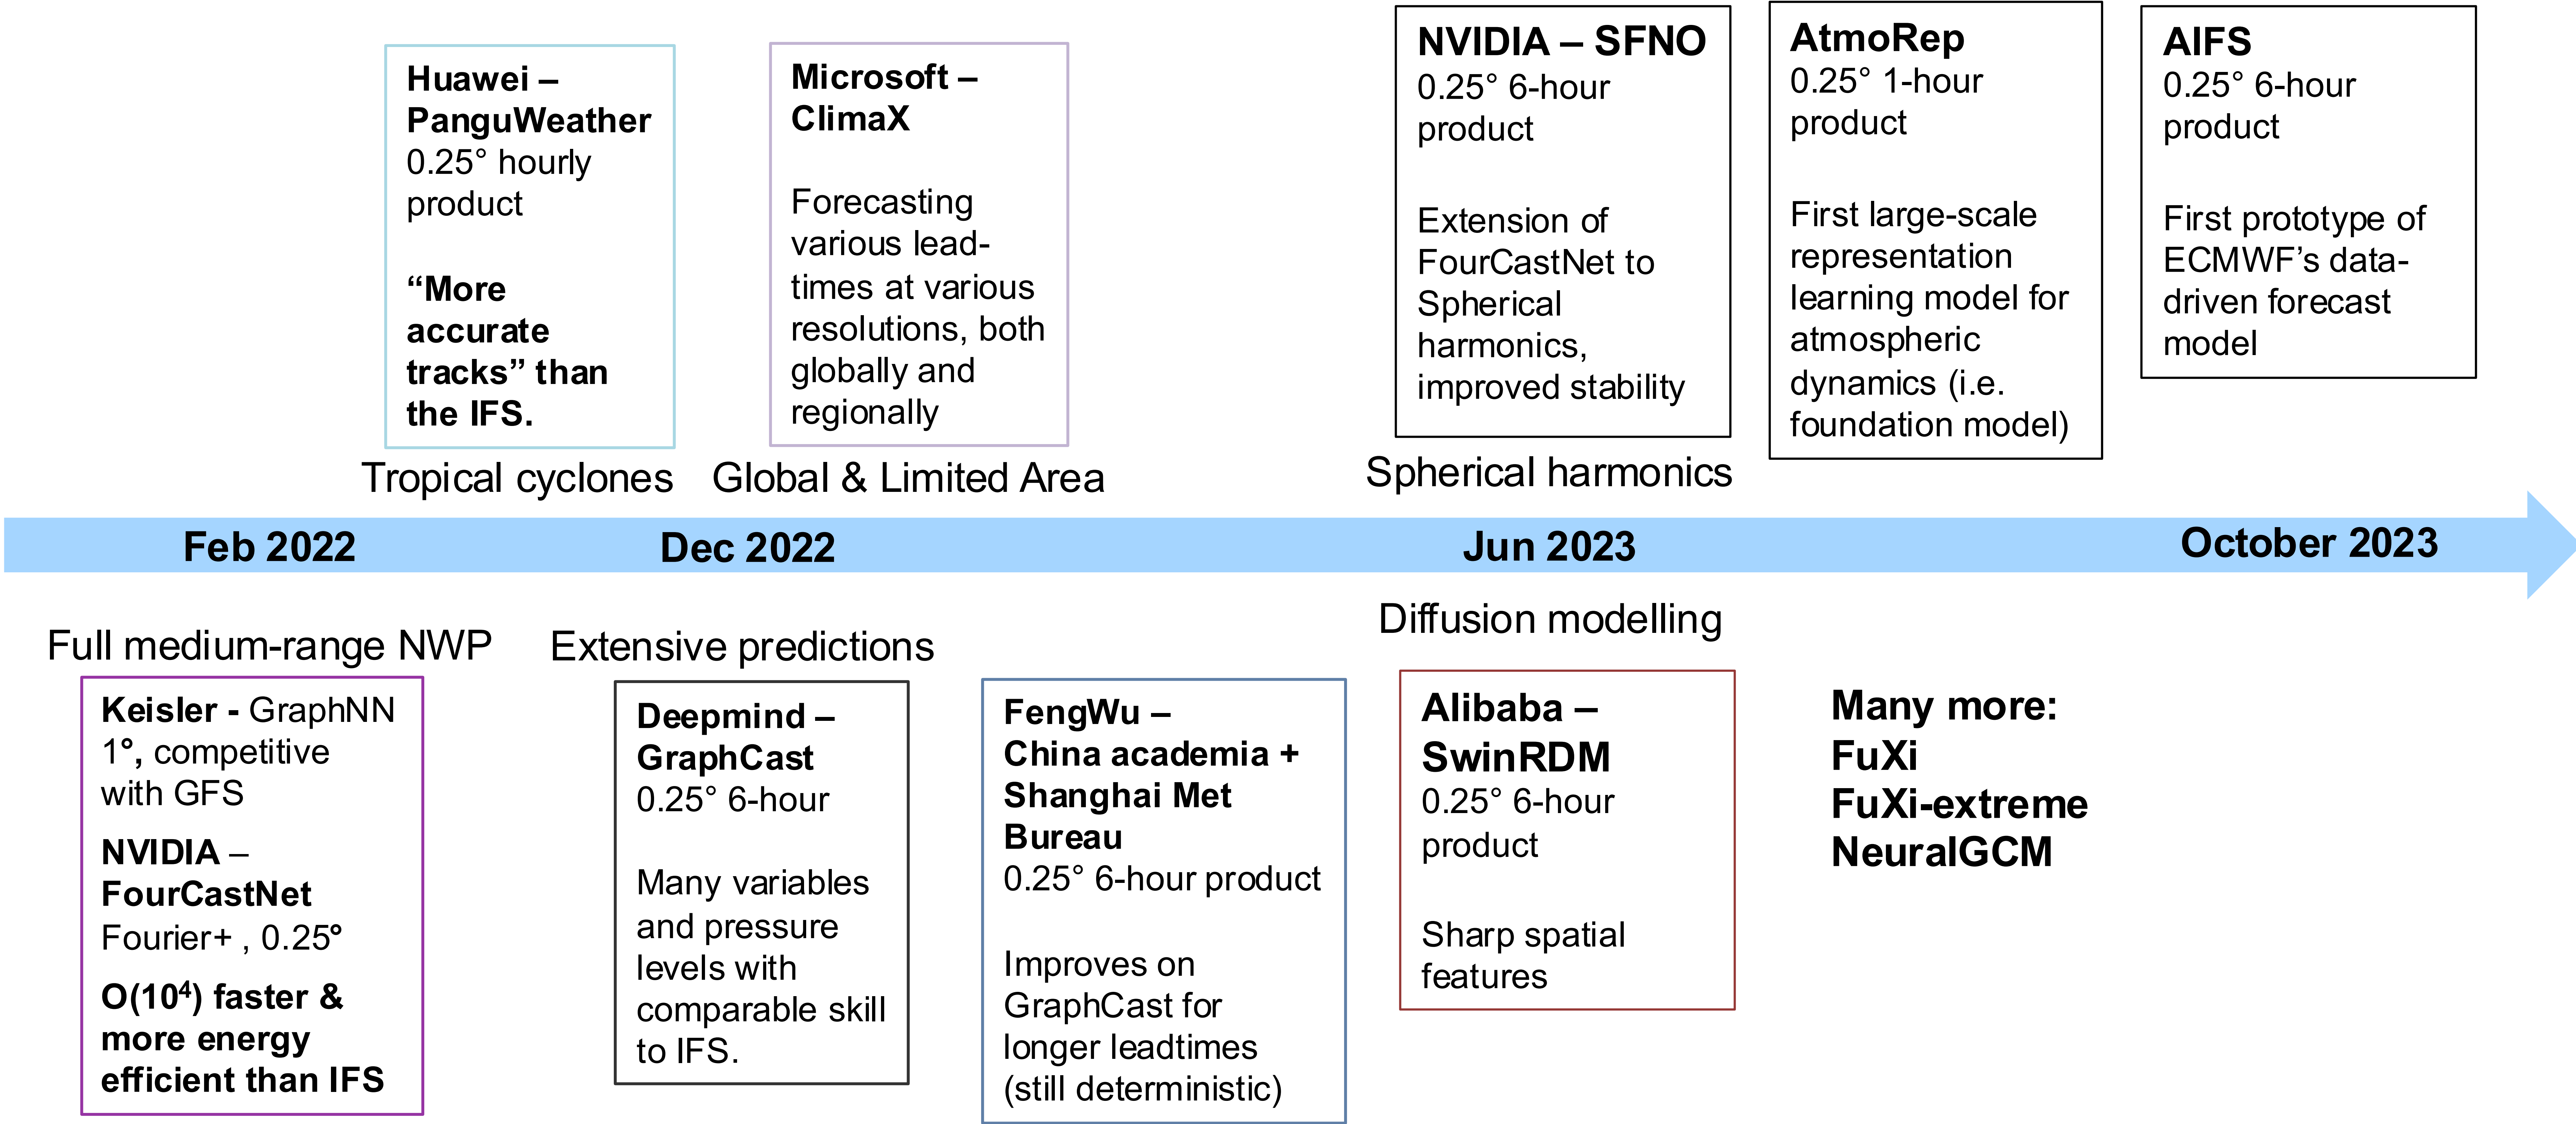 Huawei –
PanguWeather
0.25° hourly
product
“More
accurate
tracks” than
the IFS.
Tropical cyclones
Microsoft –
ClimaX
Forecasting
various lead-
times at various
resolutions, both
globally and
regionally
Global & Limited Area
NVIDIA – SFNO
0.25° 6-hour
product
Extension of
FourCastNet to
Spherical
harmonics,
improved stability
Spherical harmonics
AtmoRep
0.25° 1-hour
product
First large-scale
representation
learning model for
atmospheric
dynamics (i.e.
foundation model)
AIFS
0.25° 6-hour
product
First prototype of
ECMWF’s data-
driven forecast
model
Feb 2022
Dec 2022
Jun 2023
October 2023
Full medium-range NWP
Keisler - GraphNN
1°, competitive
with GFS
NVIDIA –
FourCastNet
Fourier+ , 0.25°
O(10⁴) faster &
more energy
efficient than IFS
Extensive predictions
Deepmind –
GraphCast
0.25° 6-hour
Many variables
and pressure
levels with
comparable skill
to IFS.
FengWu –
China academia +
Shanghai Met
Bureau
0.25° 6-hour product
Improves on
GraphCast for
longer leadtimes
(still deterministic)
Diffusion modelling
Alibaba –
SwinRDM
0.25° 6-hour
product
Sharp spatial
features
Many more:
FuXi
FuXi-extreme
NeuralGCM